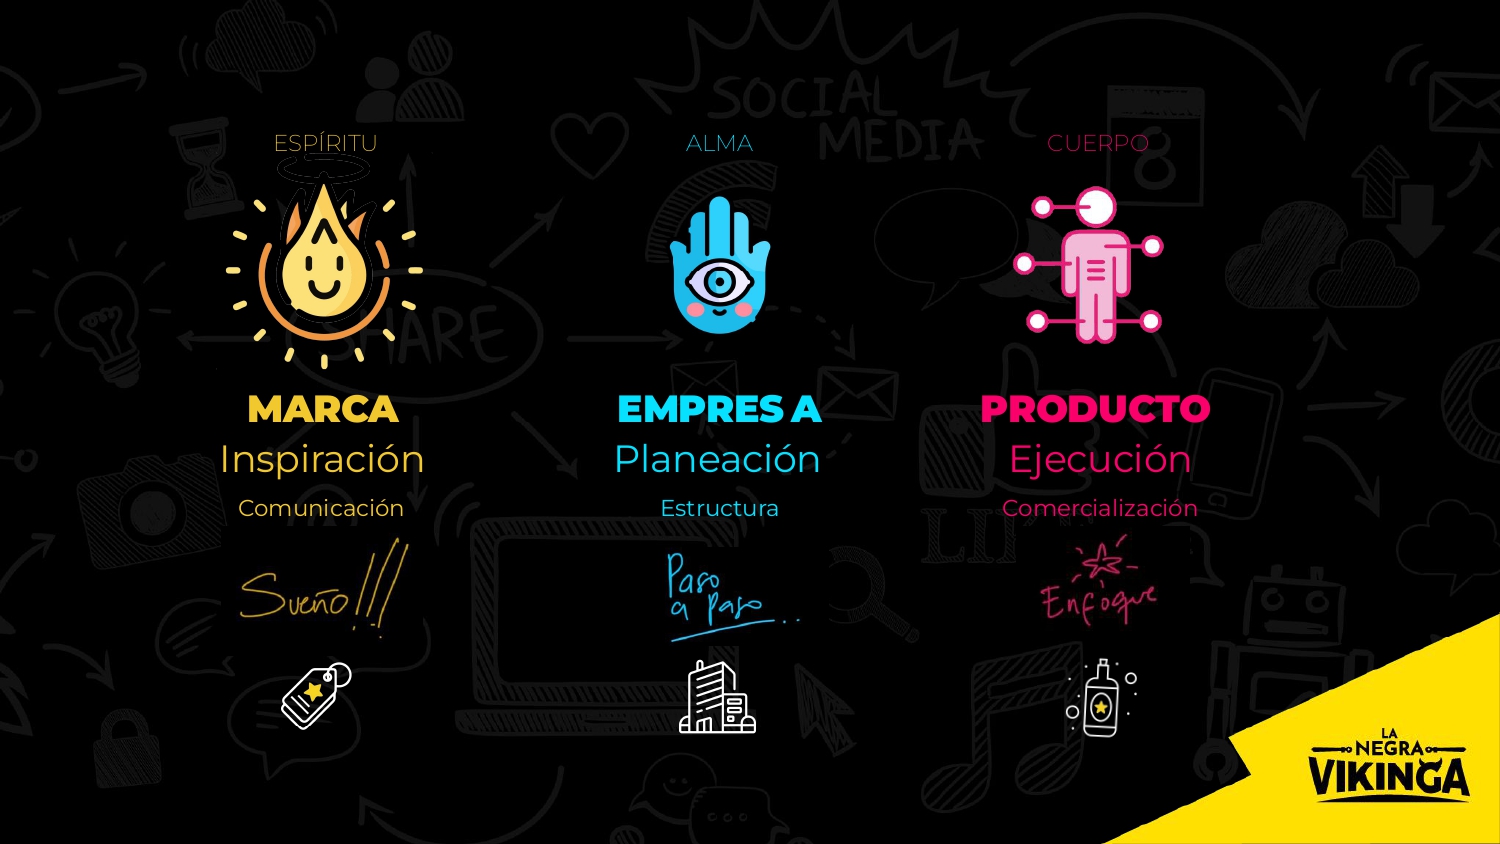 SOCIAL
MEDIA
ESPÍRITU
ALMA
CUERPO
8
SHARE
MARCA
EMPRES A
PRODUCTO
Inspiración
Planeación
Ejecución
Comunicación
Estructura
Comercialización
Sueño!!!
Paso
a paso...
Enfoque
LA
NEGRA
VIKINGA